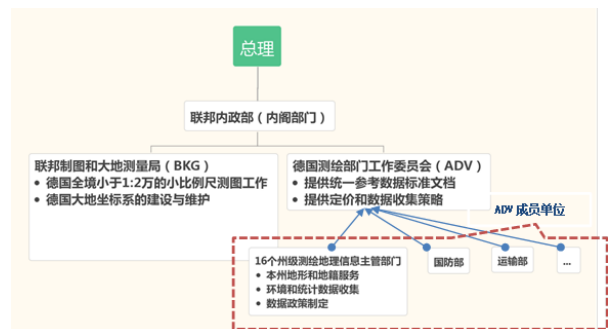 总理
联邦内政部（内阁部门）
联邦制图和大地测量局（BKG）
• 德国全境小于1:2万的小比例尺测图工作
• 德国大地坐标系的建设与维护
德国测绘部门工作委员会（ADV）
• 提供统一参考数据标准文档
• 提供定价和数据收集策略
ADV 成员单位
16个州级测绘地理信息主管部门
• 本州地形和地籍服务
• 环境和统计数据收集
• 数据政策制定
国防部
运输部
...